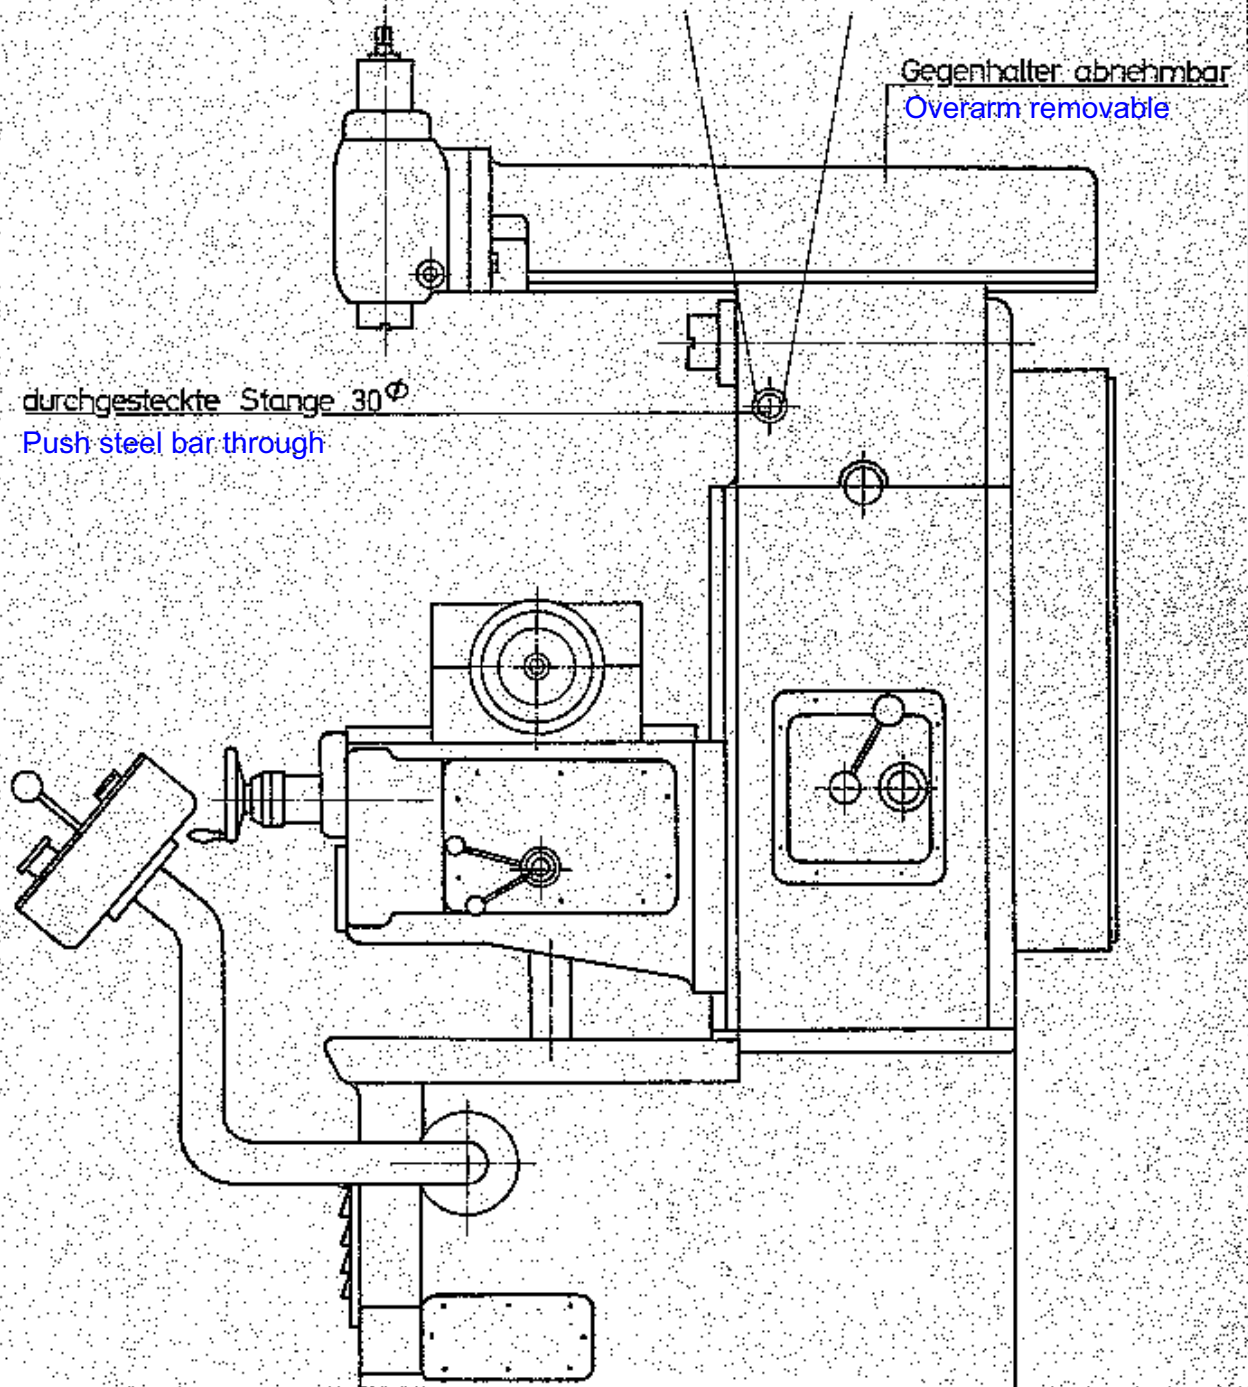 Gegenhalter abnehmbar
Overarm removable
durchgesteckte Stange 30 ϕ
Push steel bar through